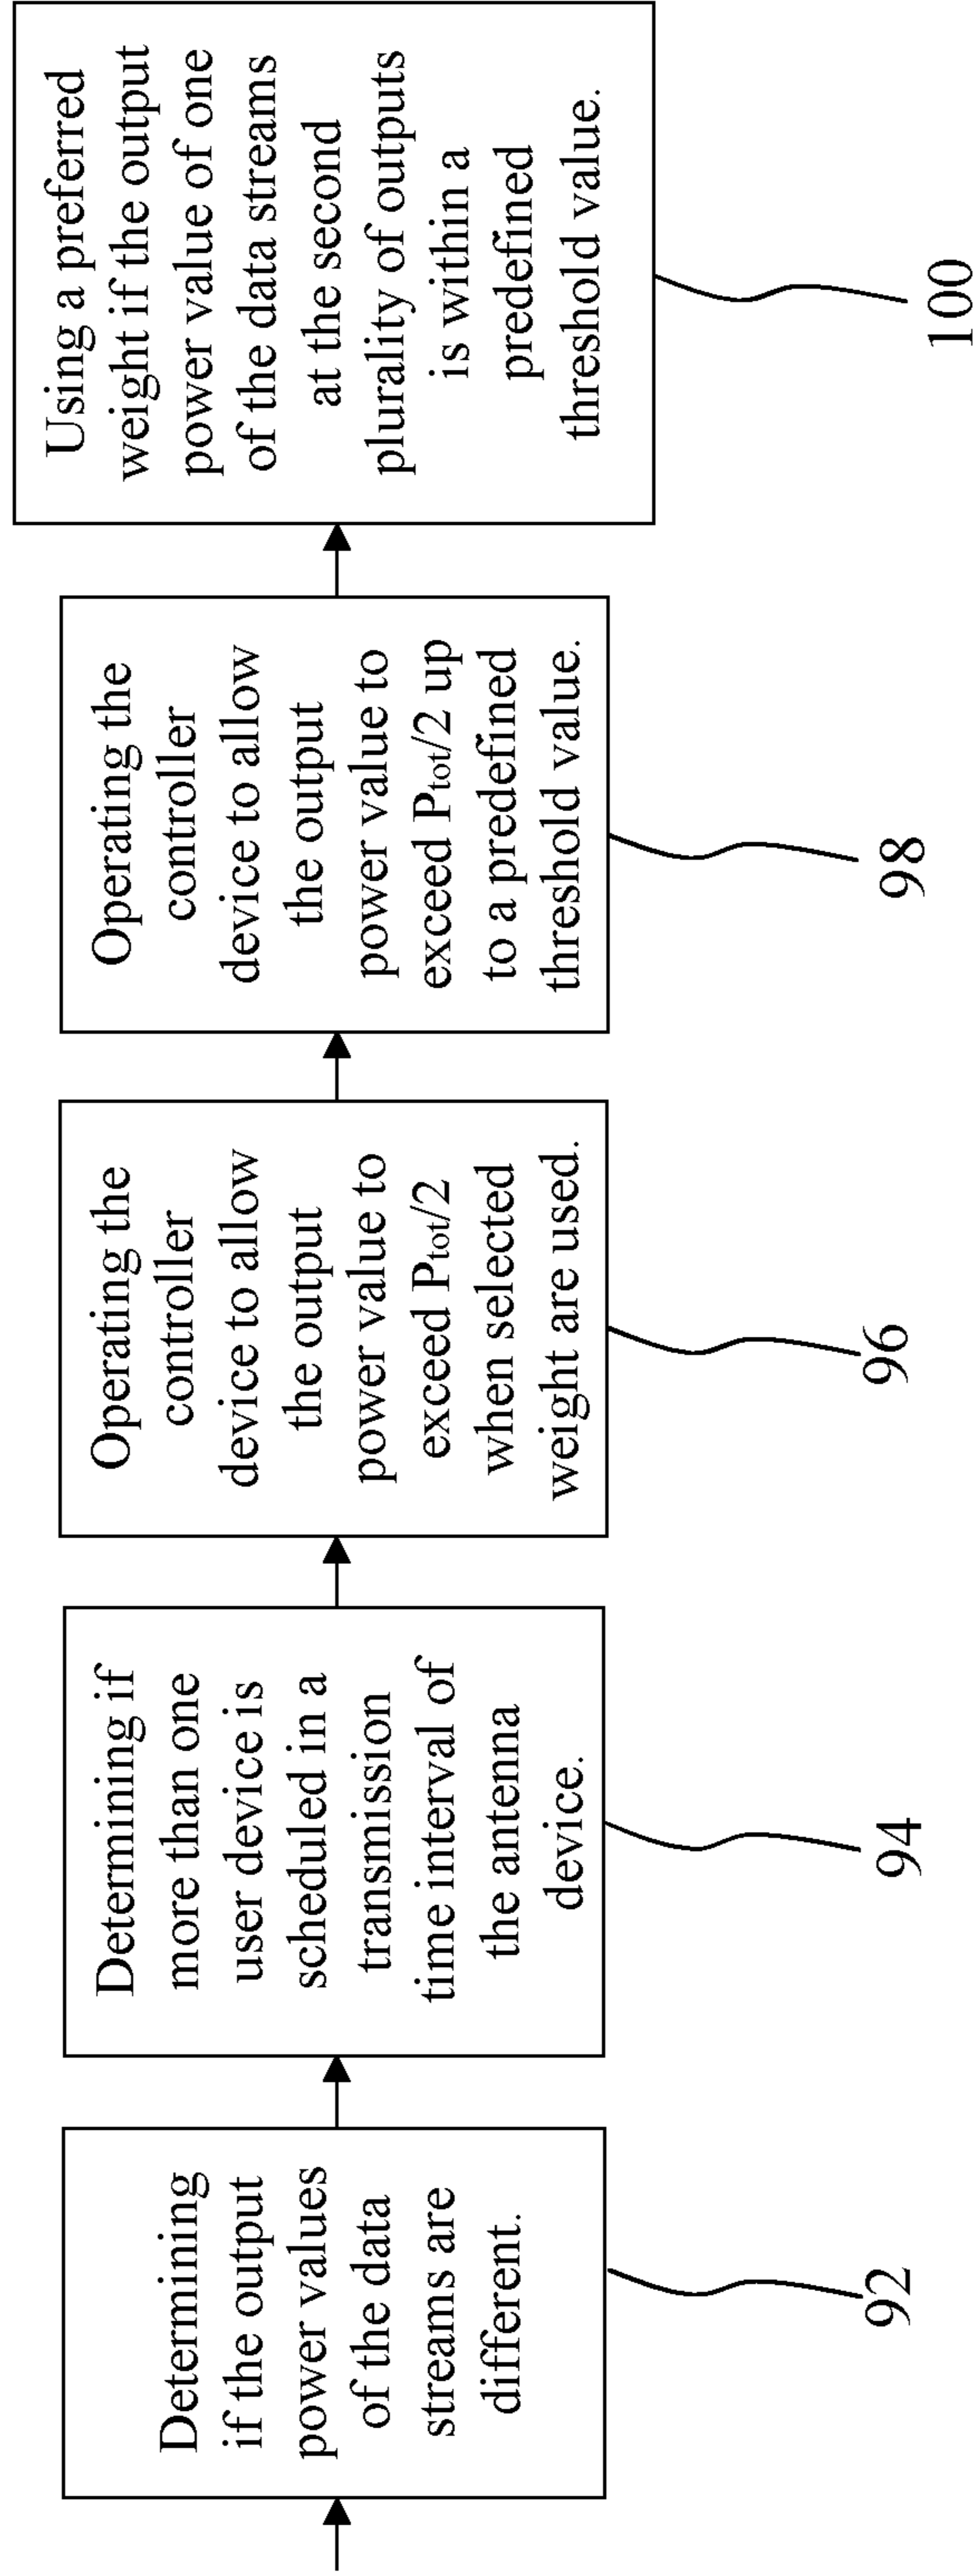 Determining
if the output
power values
of the data
streams are
different.
92
Determining if
more than one
user device is
scheduled in a
transmission
time interval of
the antenna
device.
94
Operating the
controller
device to allow
the output
power value to
exceed Ptot/2
when selected
weight are used.
96
Operating the
controller
device to allow
the output
power value to
exceed Ptot/2 up
to a predefined
threshold value.
98
Using a preferred
weight if the output
power value of one
of the data streams
at the second
plurality of outputs
is within a
predefined
threshold value.
100